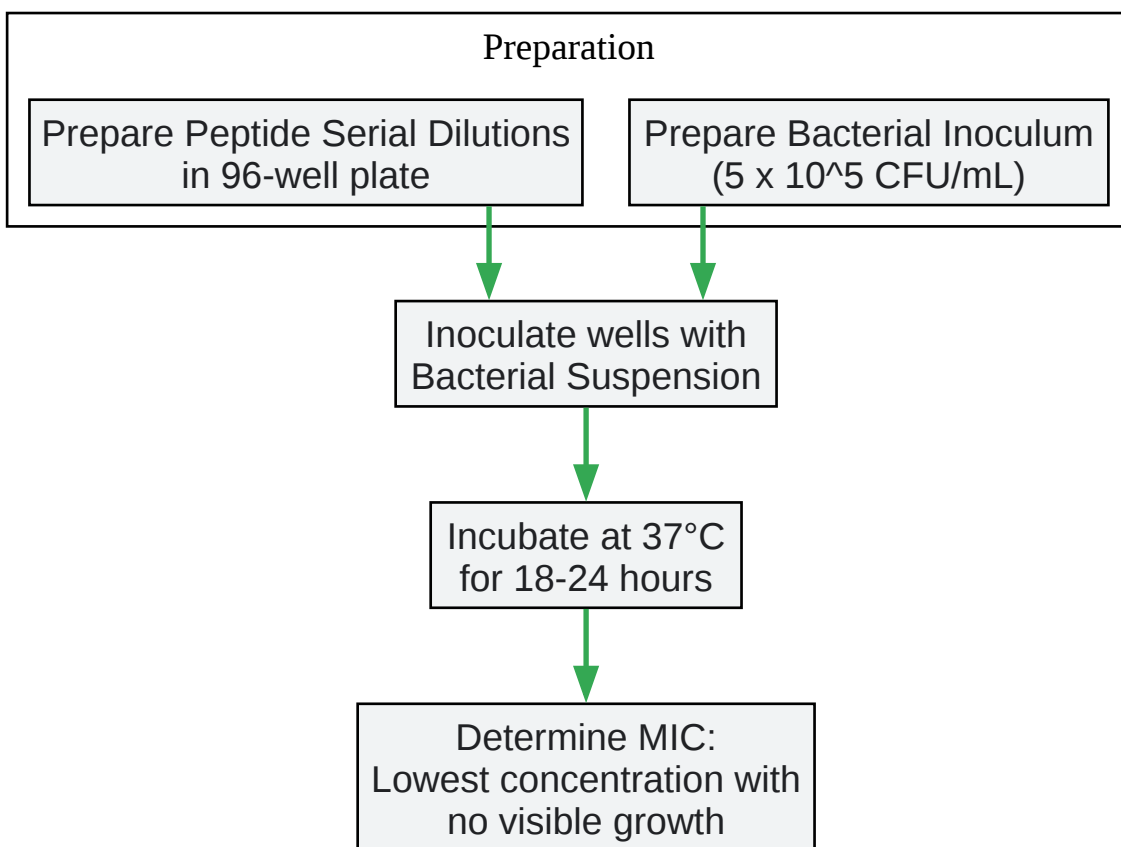 Preparation
Prepare Peptide Serial Dilutions
in 96-well plate
Prepare Bacterial Inoculum
(5 x 10^5 CFU/mL)
Inoculate wells with
Bacterial Suspension
Incubate at 37°C
for 18-24 hours
Determine MIC:
Lowest concentration with
no visible growth